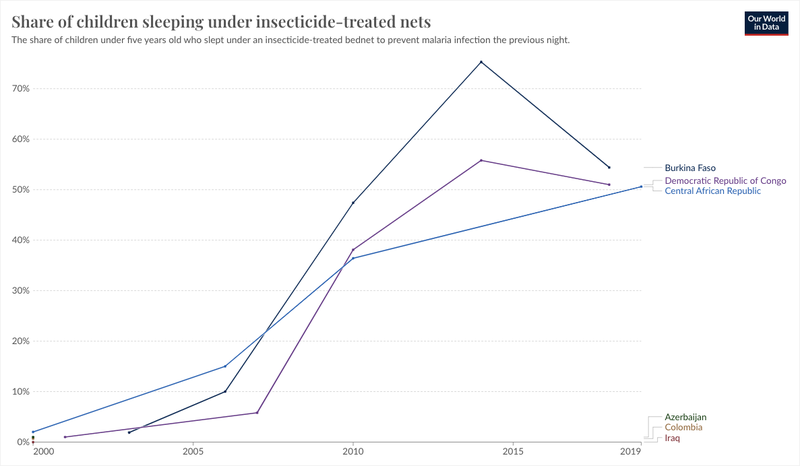 Share of children sleeping under insecticide-treated nets
Our World
in Data
The share of children under five years old who slept under an insecticide-treated bednet to prevent malaria infection the previous night.
70%
60%
50%
40%
30%
20%
10%
0%
2000
2005
2010
2015
2019
Burkina Faso
Democratic Republic of Congo
Central African Republic
Azerbaijan
Colombia
Iraq